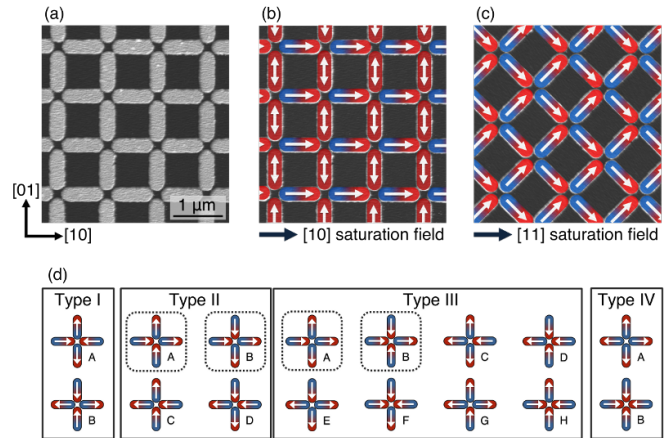 (a)
(b)
(c)
[01]
[10]
1 µm
[10] saturation field
[11] saturation field
(d)
Type I
Type II
Type III
Type IV
A
A
B
A
B
C
D
A
B
C
D
E
F
G
H
B